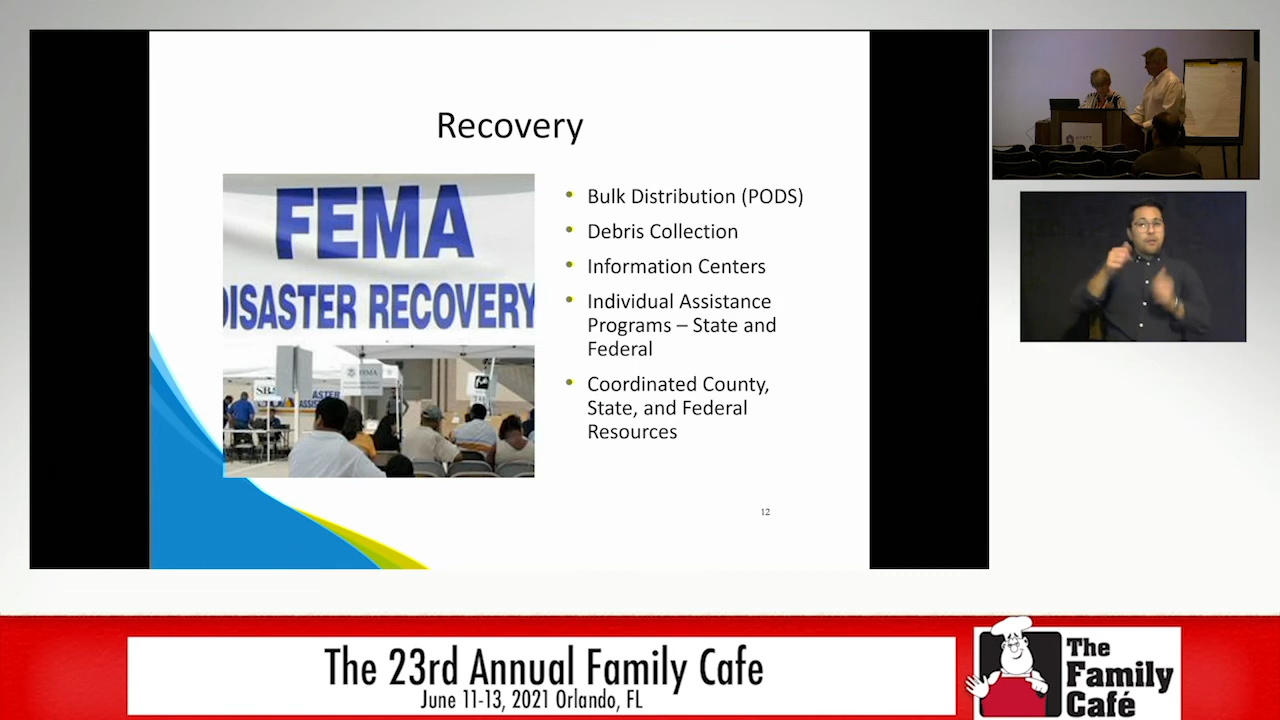 Recovery
FEMA
DISASTER RECOVERY
SBA
FEMA
• Bulk Distribution (PODS)
• Debris Collection
• Information Centers
• Individual Assistance
Programs – State and
Federal
• Coordinated County,
State, and Federal
Resources
12
The 23rd Annual Family Cafe
June 11-13, 2021 Orlando, FL
The
Family
Café